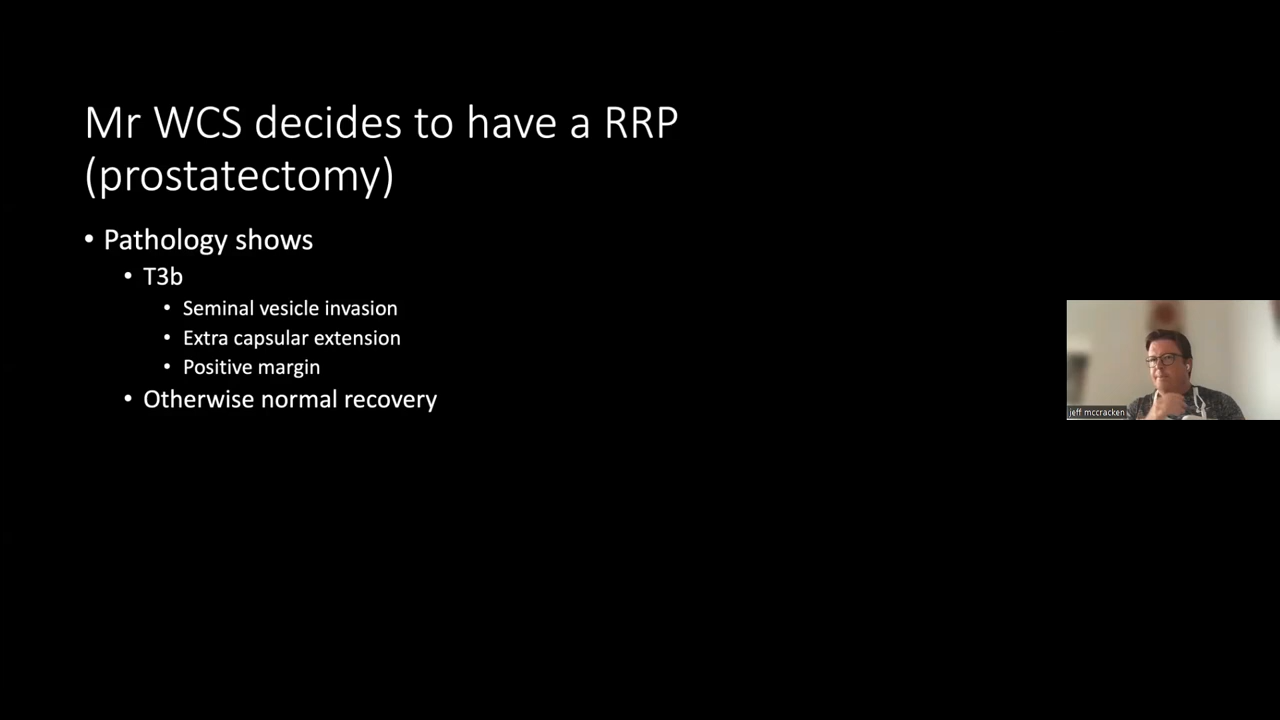 Mr WCS decides to have a RRP
(prostatectomy)
• Pathology shows
• T3b
• Seminal vesicle invasion
• Extra capsular extension
• Positive margin
• Otherwise normal recovery
jeff mccracken